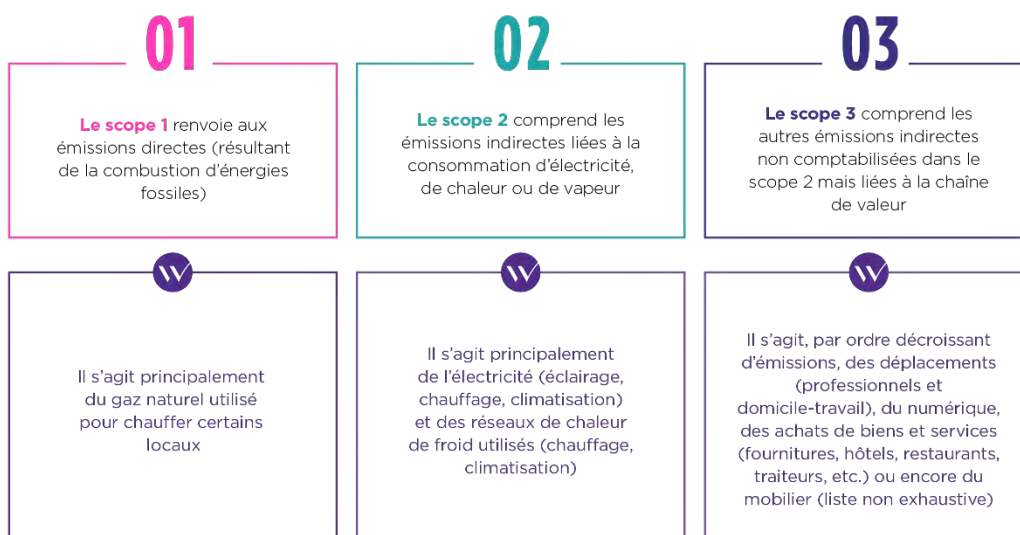 01
Le scope 1 renvoie aux
émissions directes (résultant
de la combustion d'énergies
fossiles)
Il s'agit principalement
du gaz naturel utilisé
pour chauffer certains
locaux
02
Le scope 2 comprend les
émissions indirectes liées à la
consommation d'électricité,
de chaleur ou de vapeur
Il s'agit principalement
de l'électricité (éclairage,
chauffage, climatisation)
et des réseaux de chaleur
de froid utilisés (chauffage,
climatisation)
03
Le scope 3 comprend les
autres émissions indirectes
non comptabilisées dans le
scope 2 mais liées à la chaîne
de valeur
Il s'agit, par ordre décroissant
d'émissions, des déplacements
(professionnels et
domicile-travail), du numérique,
des achats de biens et services
(fournitures, hôtels, restaurants,
traiteurs, etc.) ou encore du
mobilier (liste non exhaustive)